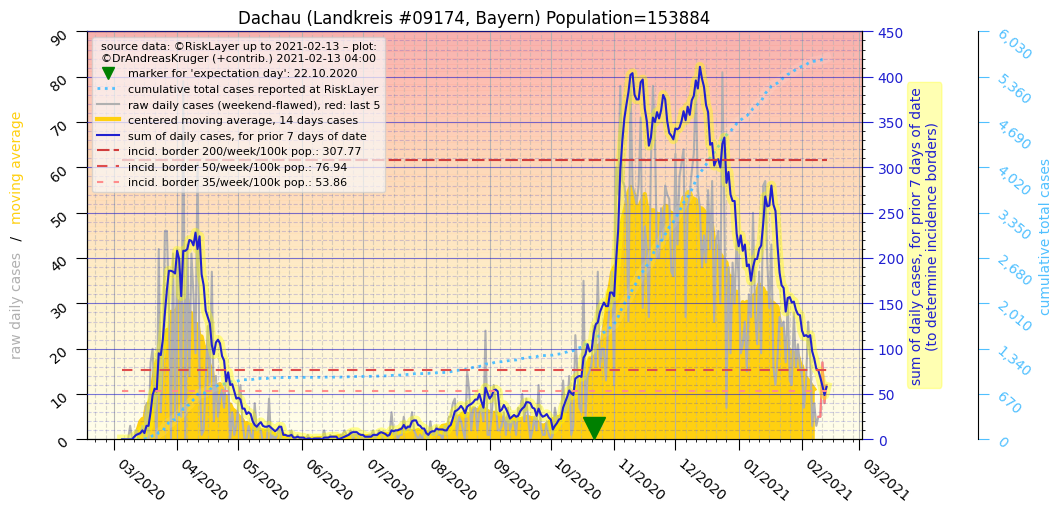 Dachau (Landkreis #09174, Bayern) Population=153884
source data: ©RiskLayer up to 2021-02-13 – plot:
©DrAndreasKruger (+contrib.) 2021-02-13 04:00
marker for 'expectation day': 22.10.2020
cumulative total cases reported at RiskLayer
raw daily cases (weekend-flawed), red: last 5
centered moving average, 14 days cases
sum of daily cases, for prior 7 days of date
incid. border 200/week/100k pop.: 307.77
incid. border 50/week/100k pop.: 76.94
incid. border 35/week/100k pop.: 53.86
raw daily cases / moving average
90
80
70
60
50
40
30
20
10
0
03/2020
04/2020
05/2020
06/2020
07/2020
08/2020
09/2020
10/2020
11/2020
12/2020
01/2021
02/2021
03/2021
450
400
350
300
250
200
150
100
50
0
sum of daily cases, for prior 7 days of date
(to determine incidence borders)
6,030
5,360
4,690
4,020
3,350
2,680
2,010
1,340
670
0
cumulative total cases